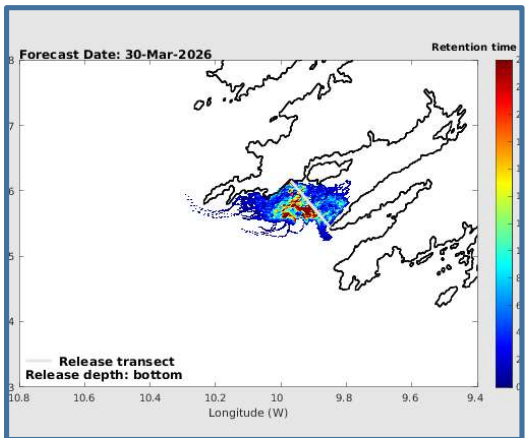 Forecast Date: 30-Mar-2026
Retention time
8
7
6
5
4
3
Release transect
Release depth: bottom
10.8 10.6 10.4 10.2 10 9.8 9.6 9.4
Longitude (W)